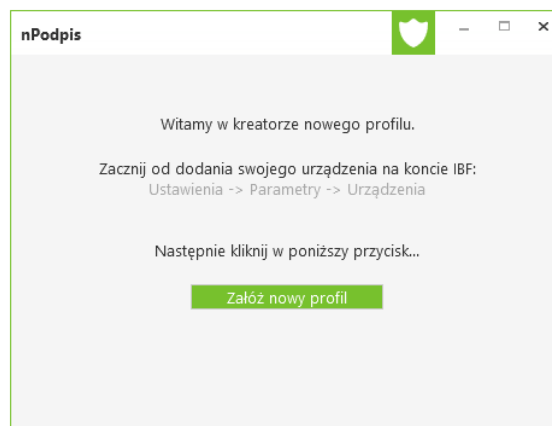 nPodpis
Witamy w kreatorze nowego profilu.
Zacznij od dodania swojego urządzenia na koncie IBF:
Ustawienia -> Parametry -> Urządzenia
Następnie kliknij w poniższy przycisk...
Załóż nowy profil